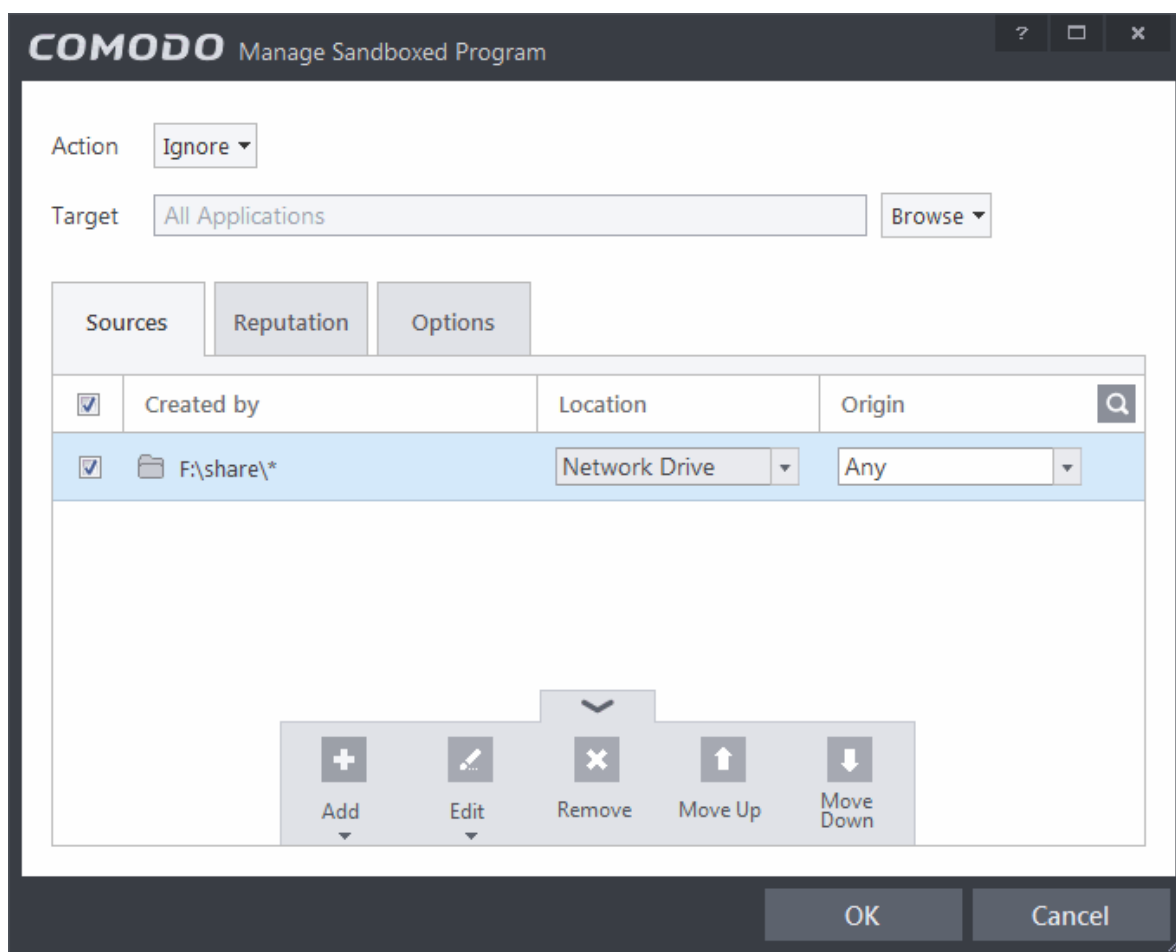 COMODO Manage Sandboxed Program ?
Action Ignore
Target All Applications Browse
Sources Reputation Options
Created by Location Origin
F:\share\* Network Drive Any
Add Edit Remove Move Up Move
Down
OK Cancel